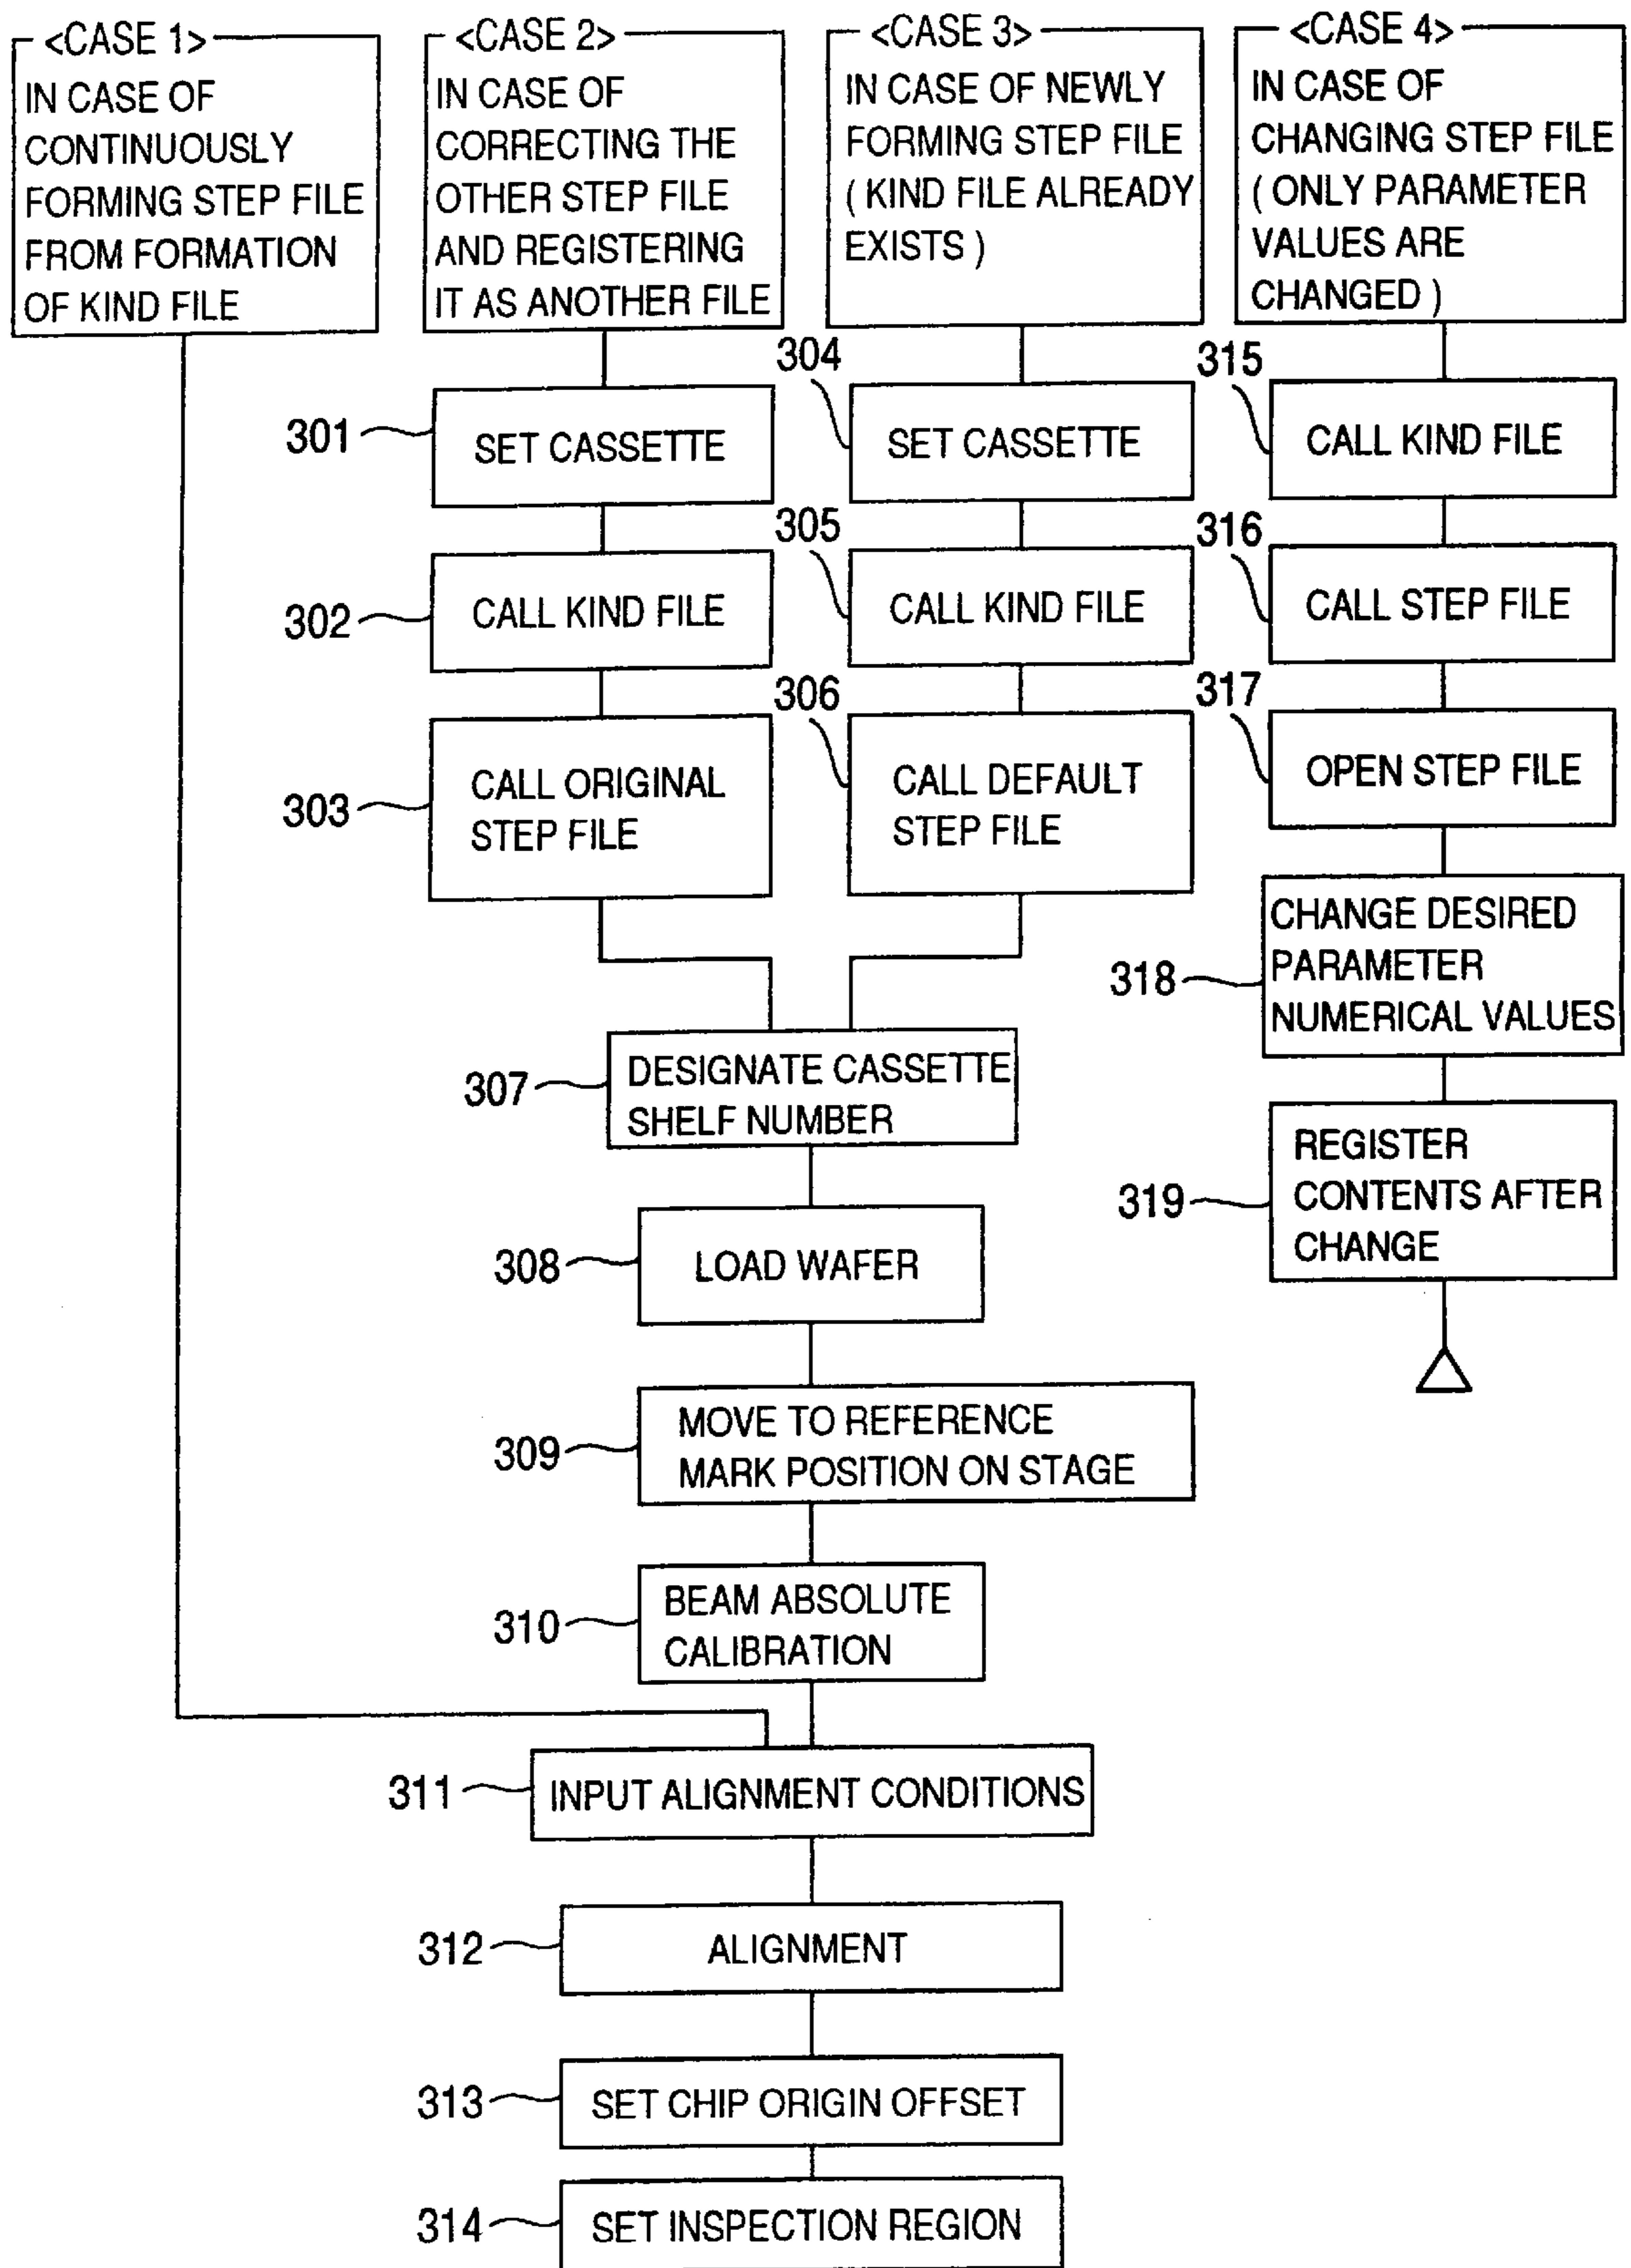 <CASE 1>
IN CASE OF
CONTINUOUSLY
FORMING STEP FILE
FROM FORMATION
OF KIND FILE
<CASE 2>
IN CASE OF
CORRECTING THE
OTHER STEP FILE
AND REGISTERING
IT AS ANOTHER FILE
<CASE 3>
IN CASE OF NEWLY
FORMING STEP FILE
( KIND FILE ALREADY
EXISTS )
<CASE 4>
IN CASE OF
CHANGING STEP FILE
( ONLY PARAMETER
VALUES ARE
CHANGED )
301
SET CASSETTE
302
CALL KIND FILE
303
CALL ORIGINAL
STEP FILE
304
SET CASSETTE
305
CALL KIND FILE
306
CALL DEFAULT
STEP FILE
315
CALL KIND FILE
316
CALL STEP FILE
317
OPEN STEP FILE
318
CHANGE DESIRED
PARAMETER
NUMERICAL VALUES
319
REGISTER
CONTENTS AFTER
CHANGE
307
DESIGNATE CASSETTE
SHELF NUMBER
308
LOAD WAFER
309
MOVE TO REFERENCE
MARK POSITION ON STAGE
310
BEAM ABSOLUTE
CALIBRATION
311
INPUT ALIGNMENT CONDITIONS
312
ALIGNMENT
313
SET CHIP ORIGIN OFFSET
314
SET INSPECTION REGION